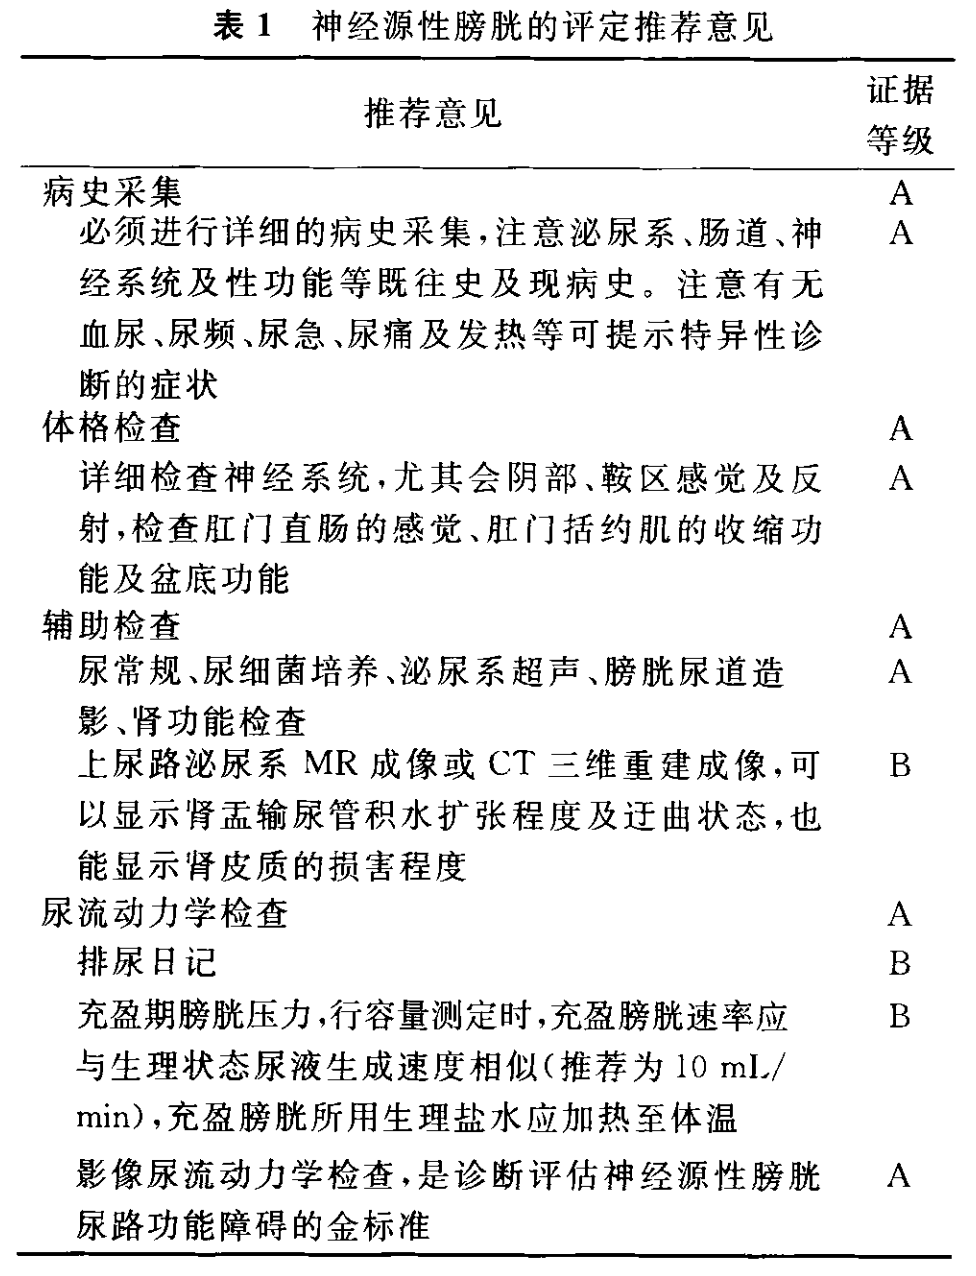 表 1　神经源性膀胱的评定推荐意见
推荐意见
证据
等级
病史采集 A
必须进行详细的病史采集,注意泌尿系、肠道、神 A
经系统及性功能等既往史及现病史。注意有无
血尿、尿频、尿急、尿痛及发热等可提示特异性诊
断的症状
体格检查 A
详细检查神经系统,尤其会阴部、鞍区感觉及反 A
射,检查肛门直肠的感觉、肛门括约肌的收缩功
能及盆底功能
辅助检查 A
尿常规、尿细菌培养、泌尿系超声、膀胱尿道造 A
影、肾功能检查
上尿路泌尿系 MR 成像或 CT 三维重建成像,可 B
以显示肾盂输尿管积水扩张程度及迂曲状态,也
能显示肾皮质的损害程度
尿流动力学检查 A
排尿日记 B
充盈期膀胱压力,行容量测定时,充盈膀胱速率应 B
与生理状态尿液生成速度相似(推荐为 10 mL/
min),充盈膀胱所用生理盐水应加热至体温
影像尿流动力学检查,是诊断评估神经源性膀胱 A
尿路功能障碍的金标准